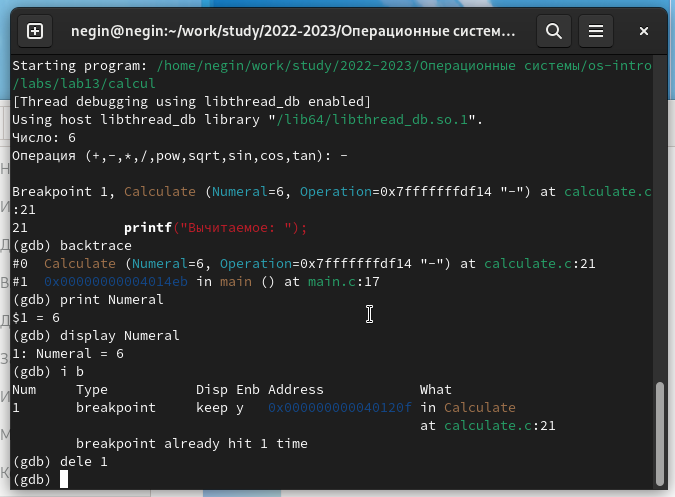 negin@negin:~/work/study/2022-2023/Операционные систем...
Starting program: /home/negin/work/study/2022-2023/Операционные системы/os-intro
/labs/lab13/calcul
[Thread debugging using libthread_db enabled]
Using host libthread_db library "/lib64/libthread_db.so.1".
Число: 6
Операция (+,-,*,/,pow,sqrt,sin,cos,tan): -
Breakpoint 1, Calculate (Numeral=6, Operation=0x7fffffffdf14 "-") at calculate.c
:21
21            printf("Вычитаемое: ");
(gdb) backtrace
#0  Calculate (Numeral=6, Operation=0x7fffffffdf14 "-") at calculate.c:21
#1  0x00000000004014eb in main () at main.c:17
(gdb) print Numeral
$1 = 6
(gdb) display Numeral
1: Numeral = 6
(gdb) i b
Num     Type           Disp Enb Address            What
1       breakpoint     keep y   0x000000000040120f in Calculate
                                                   at calculate.c:21
        breakpoint already hit 1 time
(gdb) dele 1
(gdb)